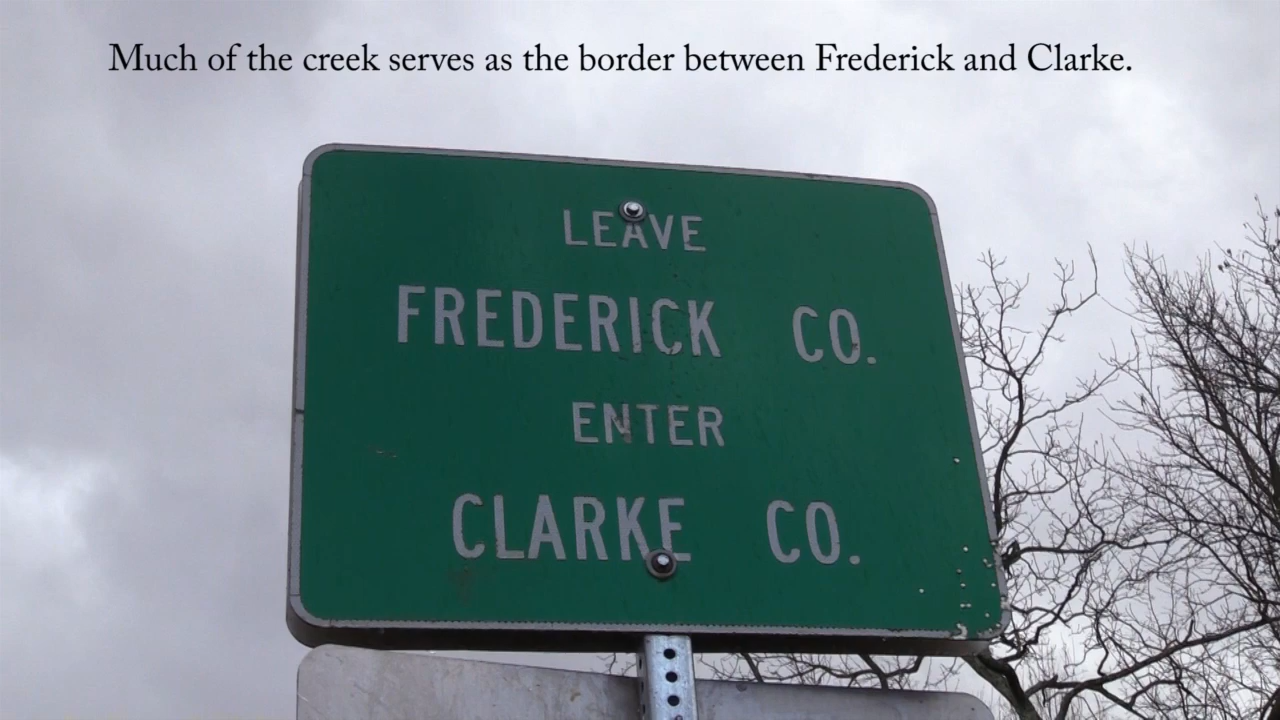 Much of the creek serves as the border between Frederick and Clarke.
LEAVE
FREDERICK CO.
ENTER
CLARKE CO.